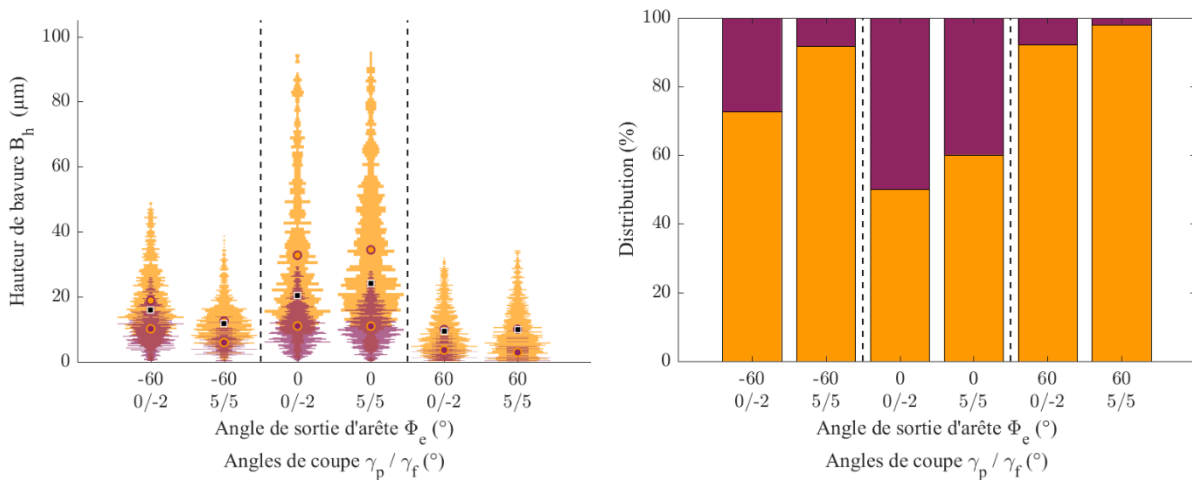 100
80
60
40
20
0
Hauteur de bavure B_h (μm)
-60 -60 0 0 60 60
0/-2 5/5 0/-2 5/5 0/-2 5/5
Angle de sortie d'arête Φ_e (°)
Angles de coupe γ_p / γ_f (°)
100
80
60
40
20
0
Distribution (%)
-60 -60 0 0 60 60
0/-2 5/5 0/-2 5/5 0/-2 5/5
Angle de sortie d'arête Φ_e (°)
Angles de coupe γ_p / γ_f (°)